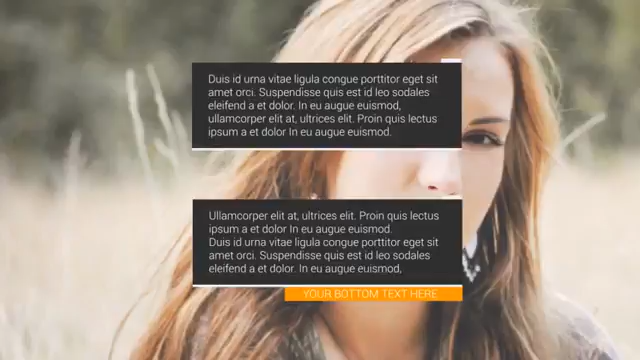 Duis id urna vitae ligula congue porttitor eget sit
amet orci. Suspendisse quis est id leo sodales
eleifend a et dolor. In eu augue euismod,
ullamcorper elit at, ultrices elit. Proin quis lectus
ipsum a et dolor In eu augue euismod.
Ullamcorper elit at, ultrices elit. Proin quis lectus
ipsum a et dolor In eu augue euismod.
Duis id urna vitae ligula congue porttitor eget sit
amet orci. Suspendisse quis est id leo sodales
eleifend a et dolor. In eu augue euismod,
YOUR BOTTOM TEXT HERE